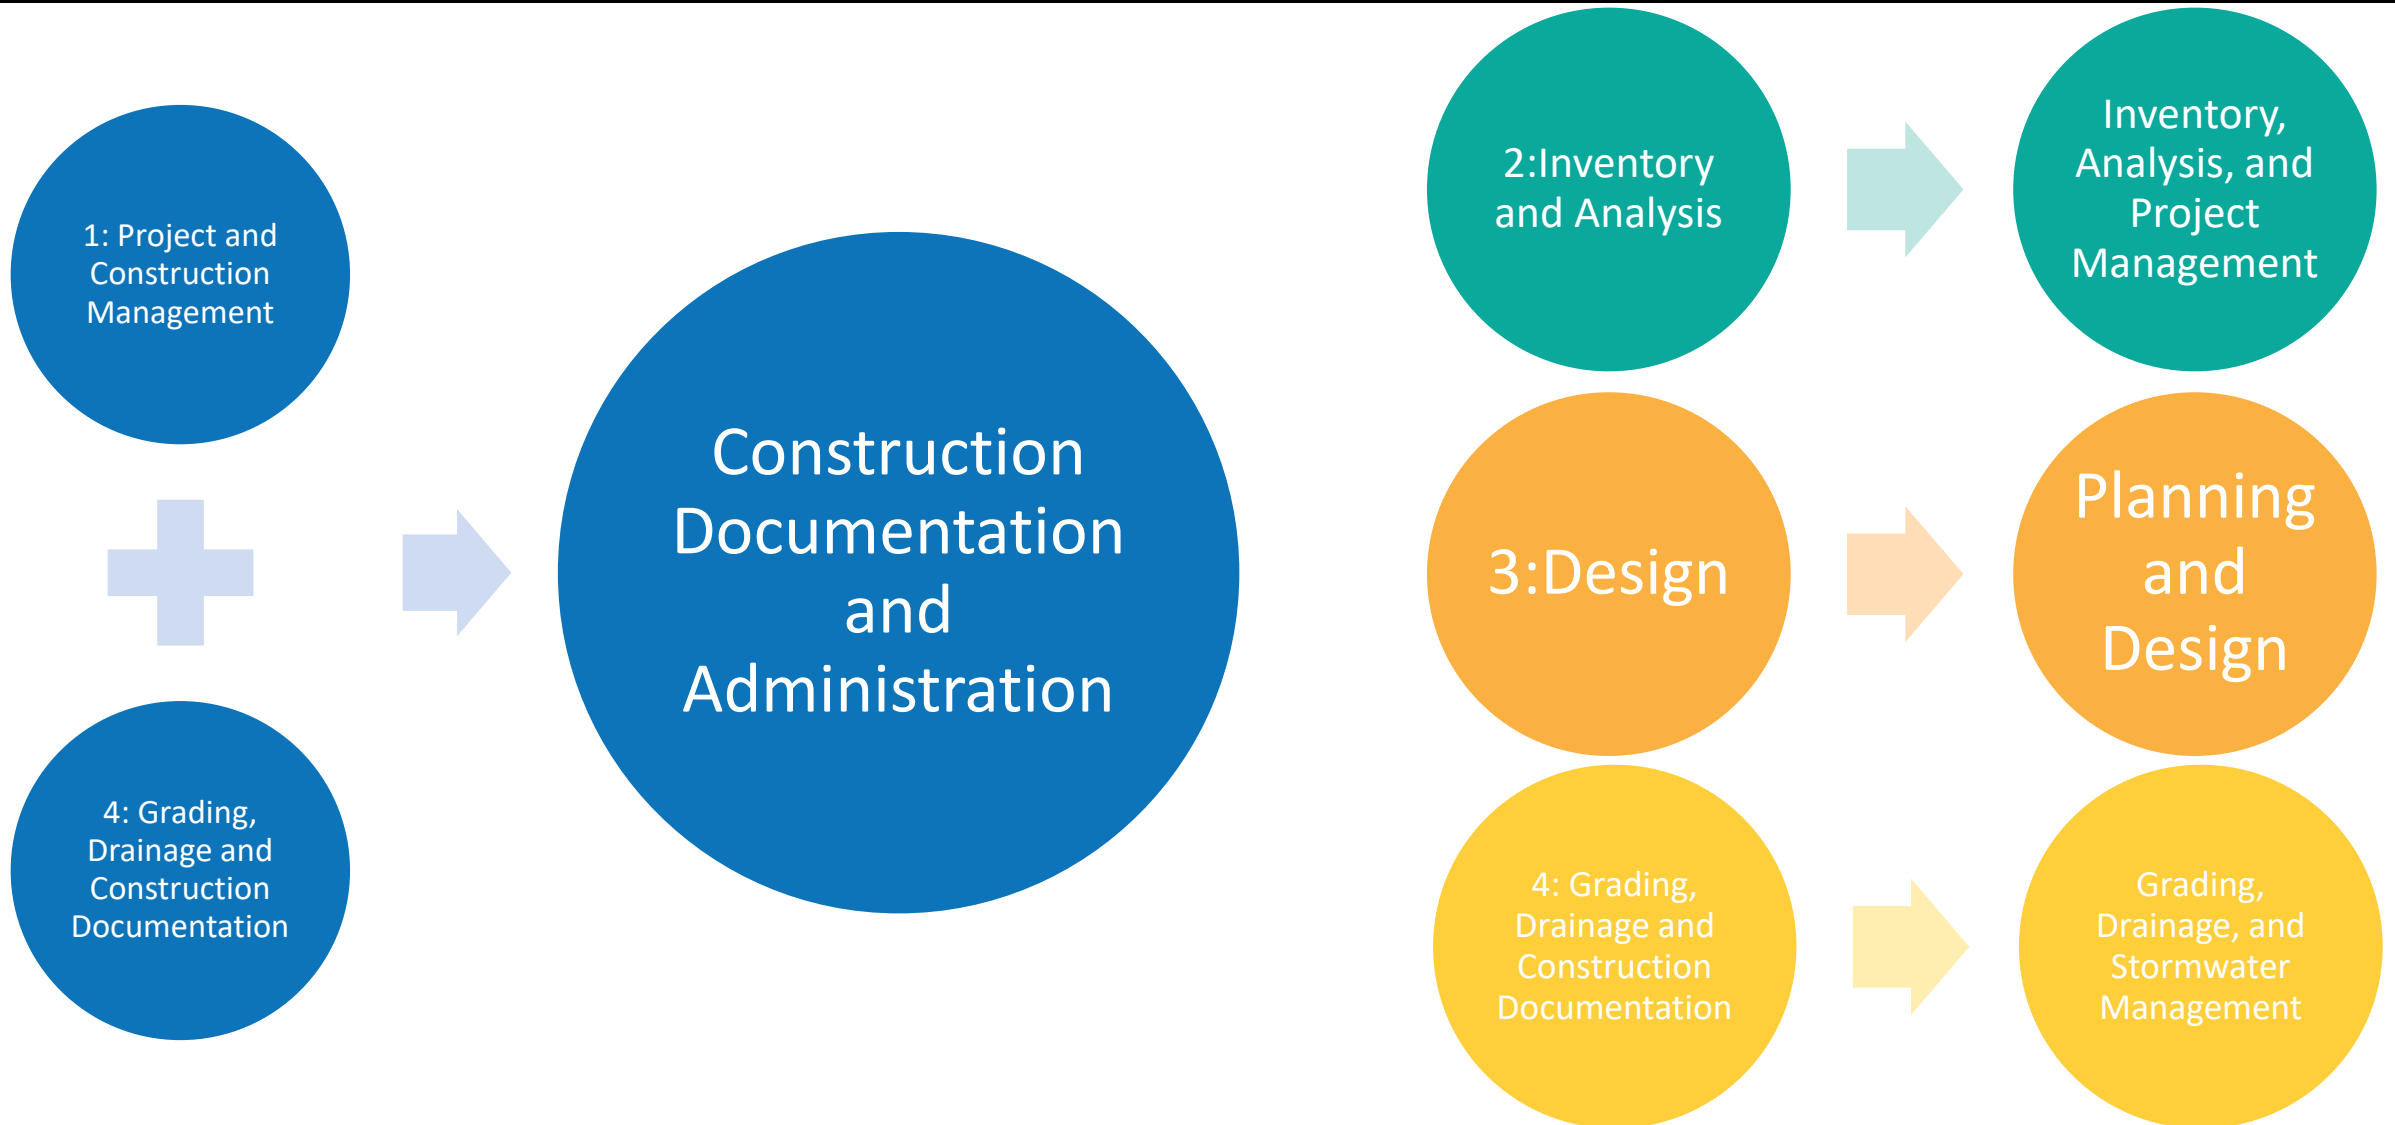 1: Project and
Construction
Management
4: Grading,
Drainage and
Construction
Documentation
Construction
Documentation
and
Administration
2:Inventory
and Analysis
Inventory,
Analysis, and
Project
Management
3:Design
Planning
and
Design
4: Grading,
Drainage and
Construction
Documentation
Grading,
Drainage, and
Stormwater
Management